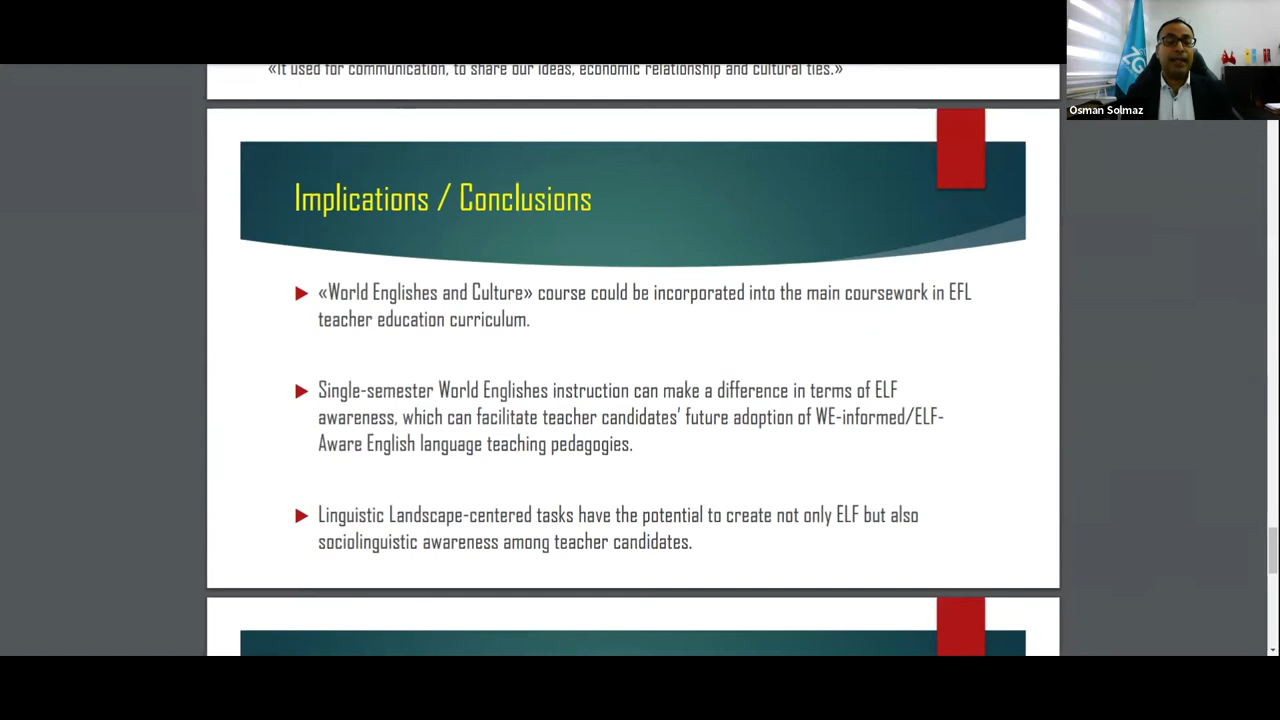 «It used for communication, to share our ideas, economic relationship and cultural ties.»
Osman Solmaz
Implications / Conclusions
«World Englishes and Culture» course could be incorporated into the main coursework in EFL
teacher education curriculum.
Single-semester World Englishes instruction can make a difference in terms of ELF
awareness, which can facilitate teacher candidates’ future adoption of WE-informed/ELF-
Aware English language teaching pedagogies.
Linguistic Landscape-centered tasks have the potential to create not only ELF but also
sociolinguistic awareness among teacher candidates.